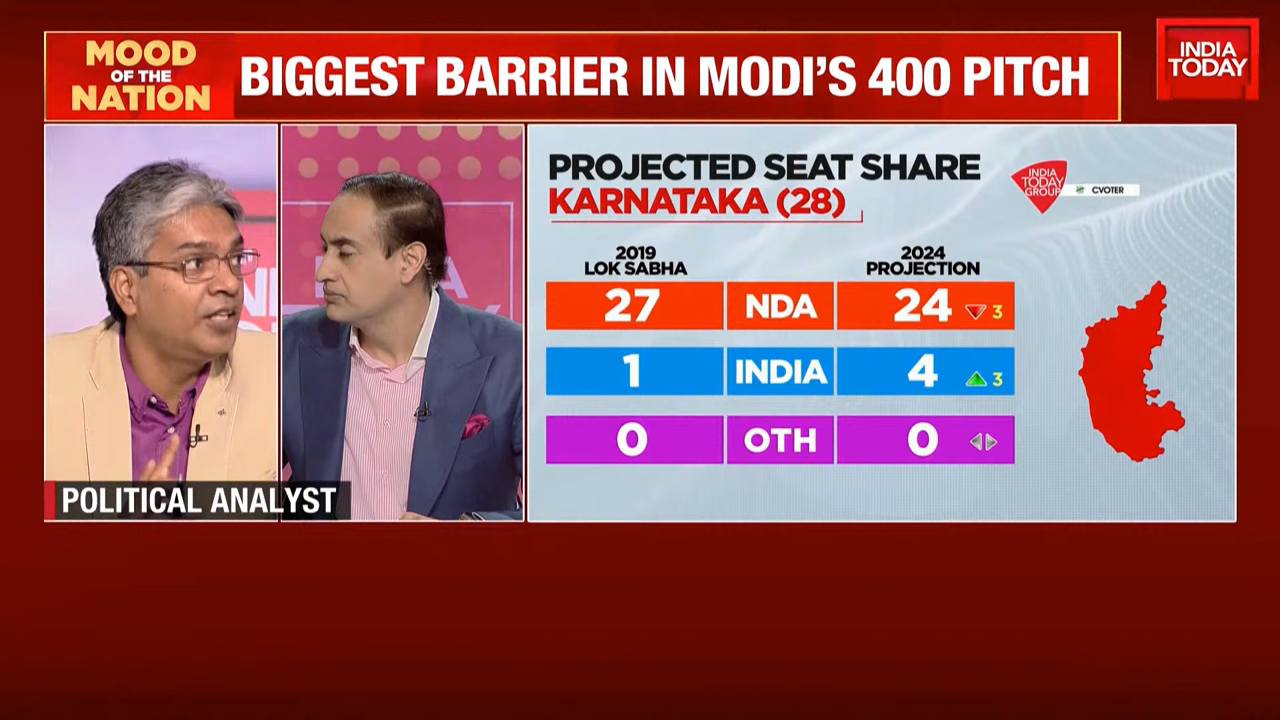 MOOD
OF THE
NATION
BIGGEST BARRIER IN MODI'S 400 PITCH
INDIA
TODAY
POLITICAL ANALYST
PROJECTED SEAT SHARE
KARNATAKA (28)
INDIA
TODAY
GROUP
CVOTER
2019
LOK SABHA
2024
PROJECTION
27 NDA 24 3
1 INDIA 4 3
0 OTH 0